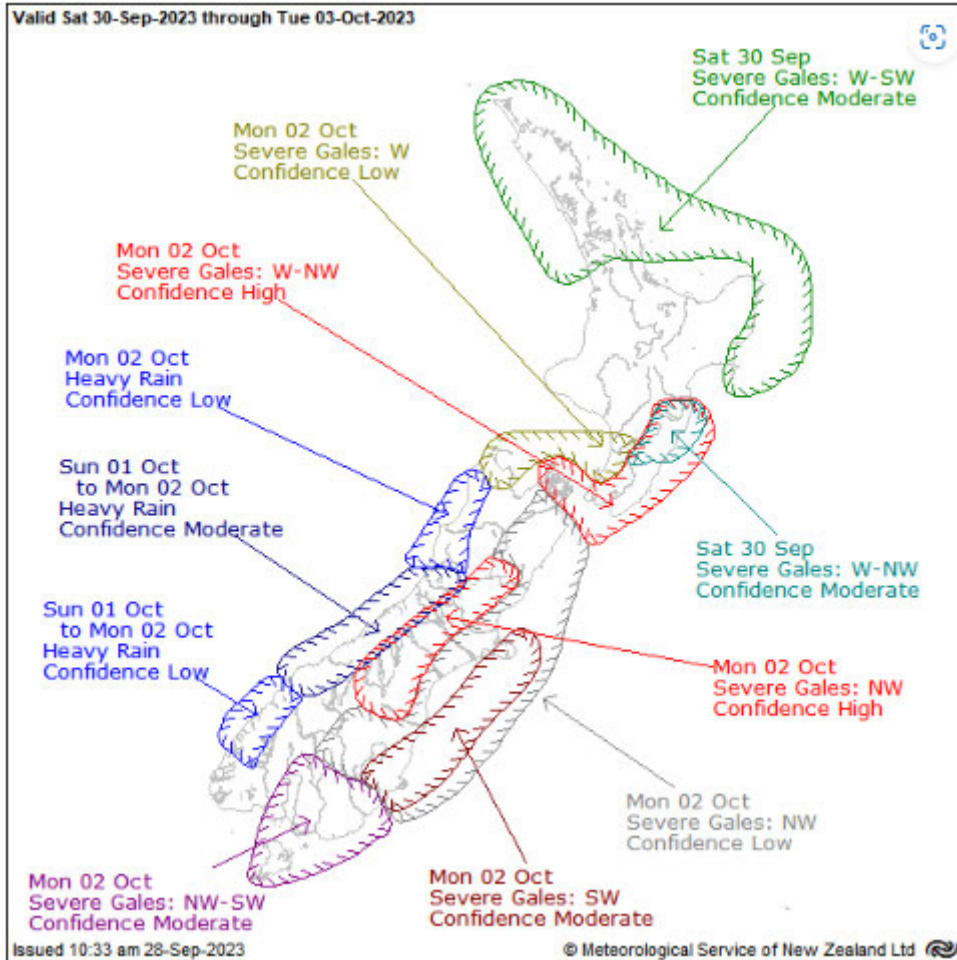 Valid Sat 30-Sep-2023 through Tue 03-Oct-2023
Sat 30 Sep
Severe Gales: W-SW
Confidence Moderate
Mon 02 Oct
Severe Gales: W
Confidence Low
Mon 02 Oct
Severe Gales: W-NW
Confidence High
Mon 02 Oct
Heavy Rain
Confidence Low
Sun 01 Oct
to Mon 02 Oct
Heavy Rain
Confidence Moderate
Sat 30 Sep
Severe Gales: W-NW
Confidence Moderate
Sun 01 Oct
to Mon 02 Oct
Heavy Rain
Confidence Low
Mon 02 Oct
Severe Gales: NW
Confidence High
Mon 02 Oct
Severe Gales: NW
Confidence Low
Mon 02 Oct
Severe Gales: NW-SW
Confidence Moderate
Mon 02 Oct
Severe Gales: SW
Confidence Moderate
Issued 10:33 am 28-Sep-2023
© Meteorological Service of New Zealand Ltd